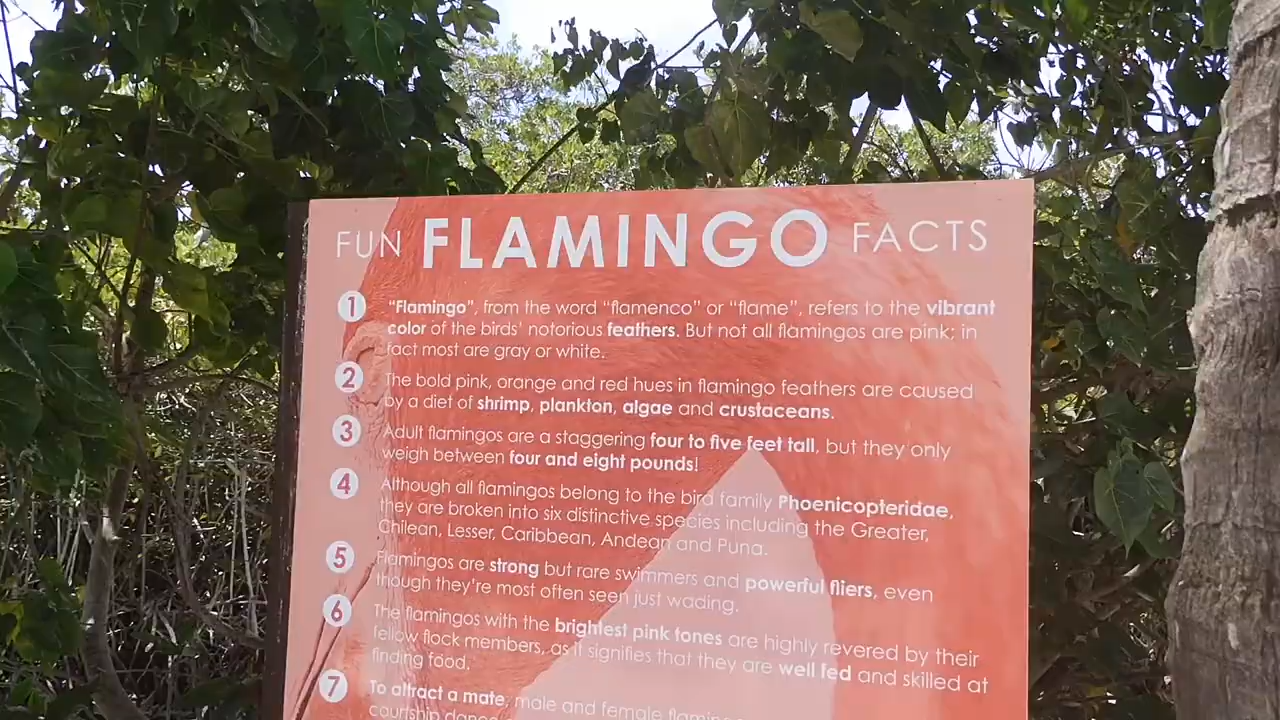 FUN FLAMINGO FACTS
1 "Flamingo", from the word "flamenco" or "flame", refers to the vibrant
color of the birds' notorious feathers. But not all flamingos are pink; in
fact most are gray or white.
2 The bold pink, orange and red hues in flamingo feathers are caused
by a diet of shrimp, plankton, algae and crustaceans.
3 Adult flamingos are a staggering four to five feet tall, but they only
weigh between four and eight pounds!
4 Although all flamingos belong to the bird family Phoenicopteridae,
they are broken into six distinctive species including the Greater,
Chilean, Lesser, Caribbean, Andean and Puna.
5 Flamingos are strong but rare swimmers and powerful fliers, even
though they're most often seen just wading.
6 The flamingos with the brightest pink tones are highly revered by their
fellow flock members, as it signifies that they are well fed and skilled at
finding food.
7 To attract a mate, male and female
courtship